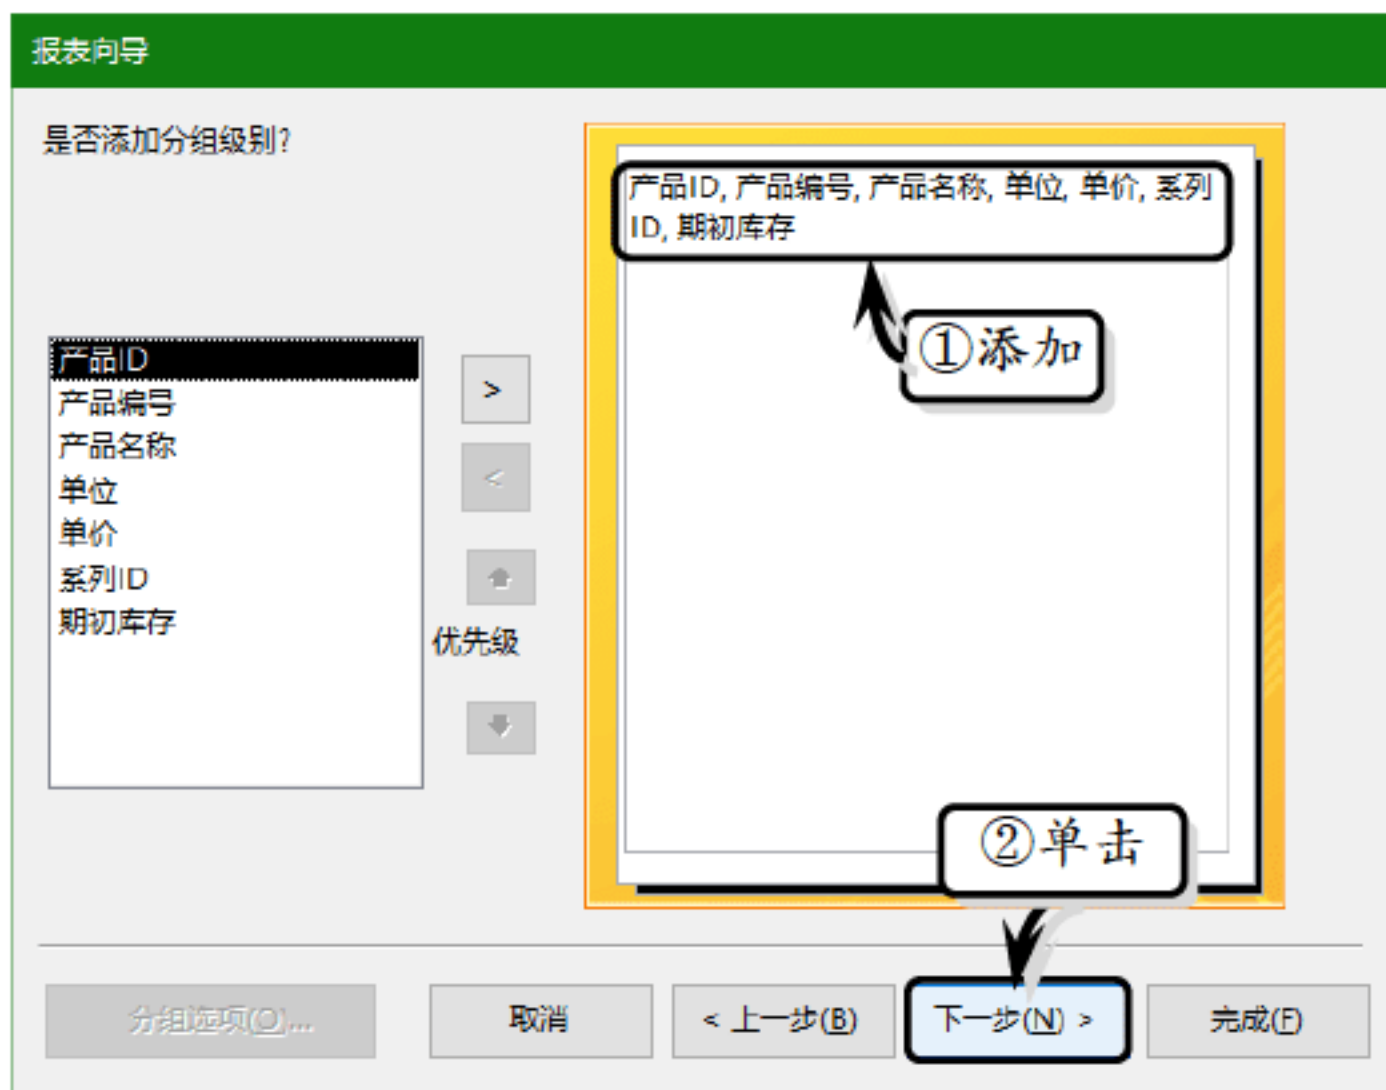 报表向导
是否添加分组级别?
产品ID, 产品编号, 产品名称, 单位, 单价, 系列
ID, 期初库存
①添加
产品ID
产品编号
产品名称
单位
单价
系列ID
期初库存
>
<
优先级
②单击
分组选项(O)...
取消
< 上一步(B)
下一步(N) >
完成(F)